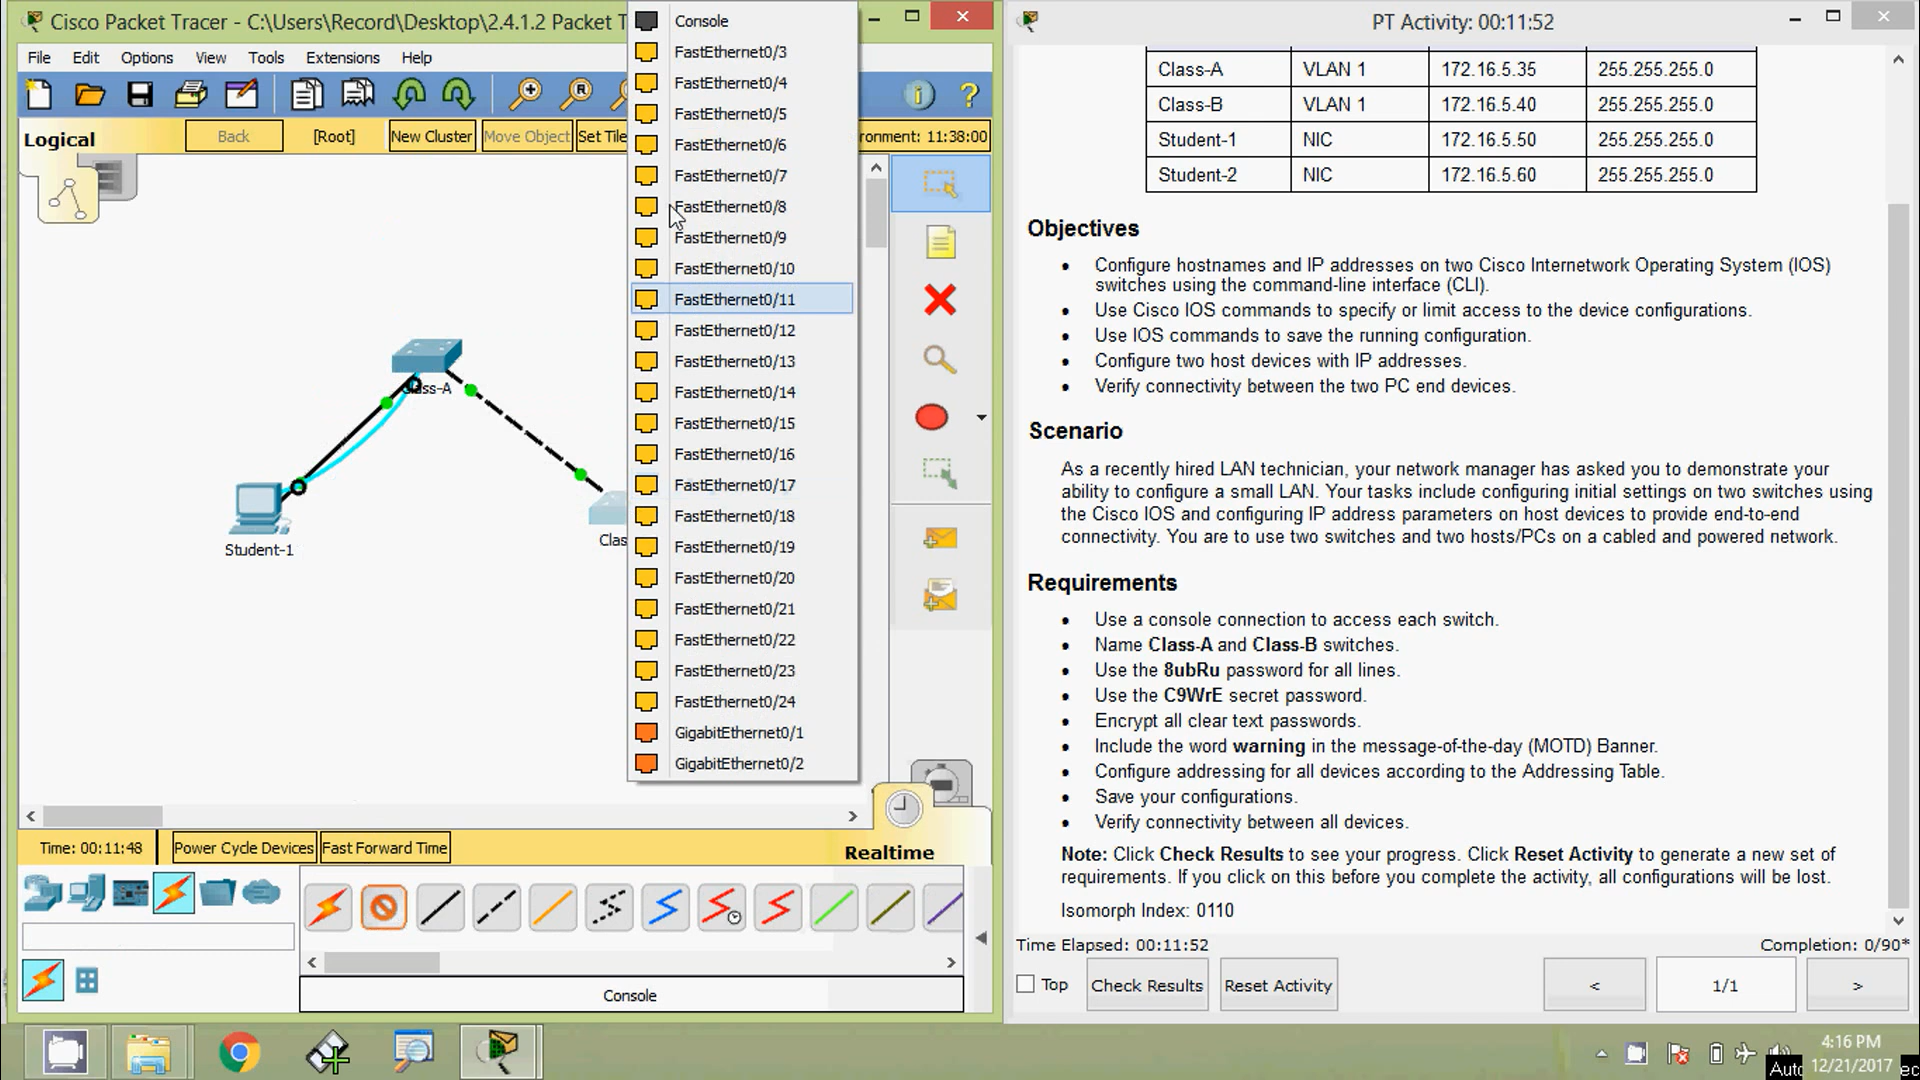 Cisco Packet Tracer - C:\Users\Record\Desktop\2.4.1.2 Packet T
File
Edit
Options
View
Tools
Extensions
Help
Logical
Back
[Root]
New Cluster
Move Object
Set Tile
ronment: 11:38:00
Console
FastEthernet0/3
FastEthernet0/4
FastEthernet0/5
FastEthernet0/6
FastEthernet0/7
FastEthernet0/8
FastEthernet0/9
FastEthernet0/10
FastEthernet0/11
FastEthernet0/12
FastEthernet0/13
FastEthernet0/14
FastEthernet0/15
FastEthernet0/16
FastEthernet0/17
FastEthernet0/18
FastEthernet0/19
FastEthernet0/20
FastEthernet0/21
FastEthernet0/22
FastEthernet0/23
FastEthernet0/24
GigabitEthernet0/1
GigabitEthernet0/2
Class-A
Student-1
Clas
Time: 00:11:48
Power Cycle Devices
Fast Forward Time
Realtime
Console
PT Activity: 00:11:52
Class-A VLAN 1 172.16.5.35 255.255.255.0
Class-B VLAN 1 172.16.5.40 255.255.255.0
Student-1 NIC 172.16.5.50 255.255.255.0
Student-2 NIC 172.16.5.60 255.255.255.0
Objectives
• Configure hostnames and IP addresses on two Cisco Internetwork Operating System (IOS)
switches using the command-line interface (CLI).
• Use Cisco IOS commands to specify or limit access to the device configurations.
• Use IOS commands to save the running configuration.
• Configure two host devices with IP addresses.
• Verify connectivity between the two PC end devices.
Scenario
As a recently hired LAN technician, your network manager has asked you to demonstrate your
ability to configure a small LAN. Your tasks include configuring initial settings on two switches using
the Cisco IOS and configuring IP address parameters on host devices to provide end-to-end
connectivity. You are to use two switches and two hosts/PCs on a cabled and powered network.
Requirements
• Use a console connection to access each switch.
• Name Class-A and Class-B switches.
• Use the 8ubRu password for all lines.
• Use the C9WrE secret password.
• Encrypt all clear text passwords.
• Include the word warning in the message-of-the-day (MOTD) Banner.
• Configure addressing for all devices according to the Addressing Table.
• Save your configurations.
• Verify connectivity between all devices.
Note: Click Check Results to see your progress. Click Reset Activity to generate a new set of
requirements. If you click on this before you complete the activity, all configurations will be lost.
Isomorph Index: 0110
Time Elapsed: 00:11:52
Completion: 0/90*
Top
Check Results
Reset Activity
<
1/1
>
4:16 PM
12/21/2017